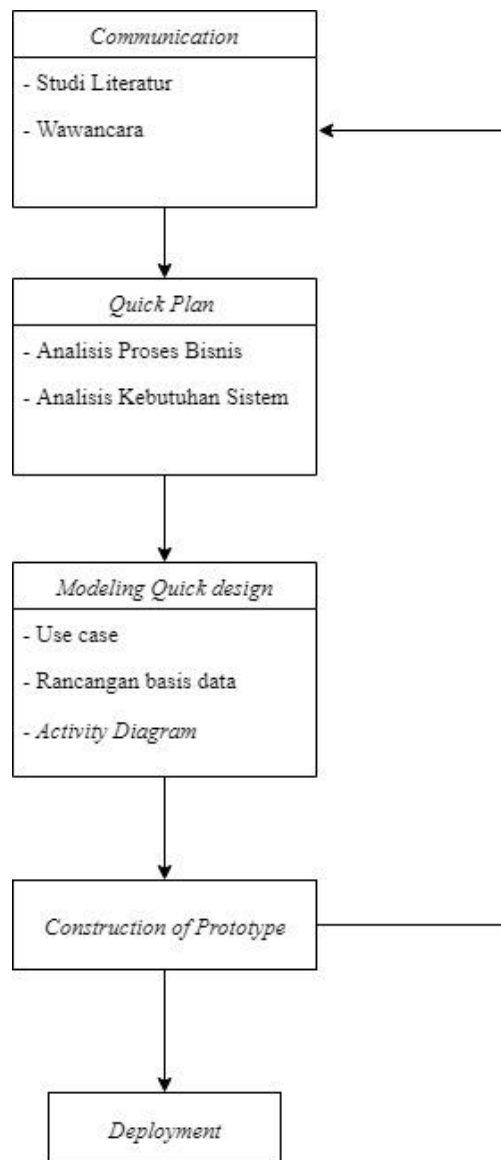 Communication
- Studi Literatur
- Wawancara
Quick Plan
- Analisis Proses Bisnis
- Analisis Kebutuhan Sistem
Modeling Quick design
- Use case
- Rancangan basis data
- Activity Diagram
Construction of Prototype
Deployment